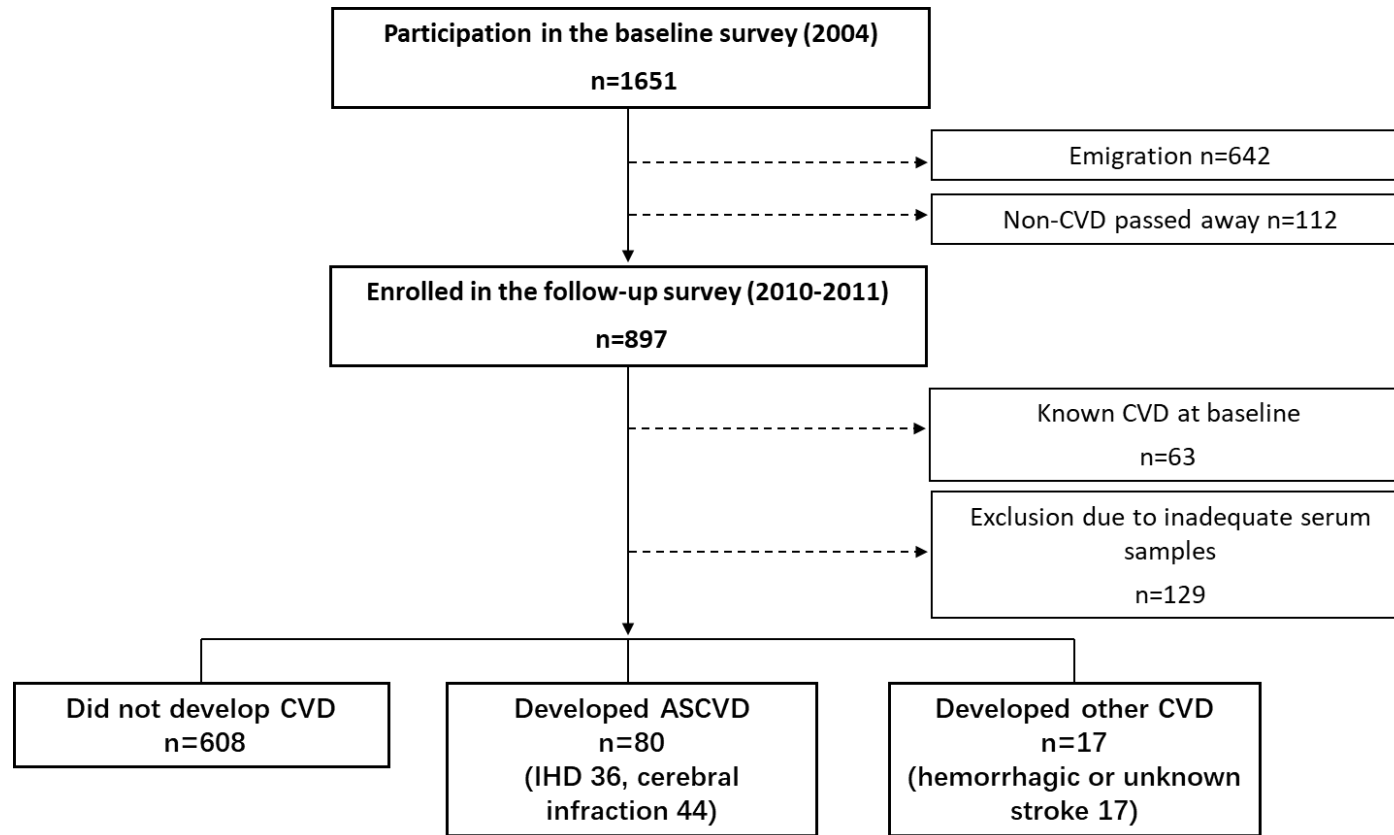 Participation in the baseline survey (2004)
n=1651
Emigration n=642
Non-CVD passed away n=112
Enrolled in the follow-up survey (2010-2011)
n=897
Known CVD at baseline
n=63
Exclusion due to inadequate serum
samples
n=129
Did not develop CVD
n=608
Developed ASCVD
n=80
(IHD 36, cerebral
infraction 44)
Developed other CVD
n=17
(hemorrhagic or unknown
stroke 17)